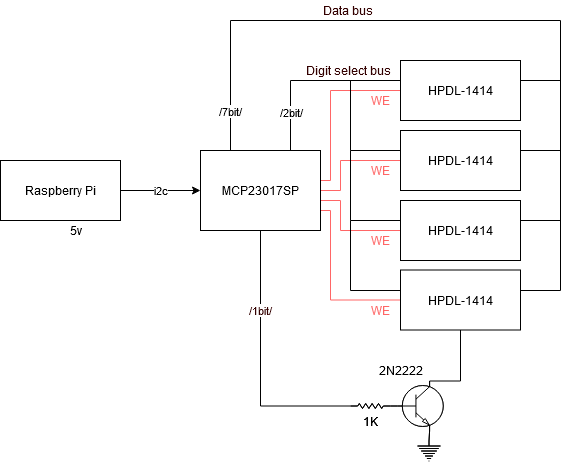 Data bus
Digit select bus
HPDL-1414
WE
/7bit/
/2bit/
HPDL-1414
WE
Raspberry Pi
i2c
MCP23017SP
5v
HPDL-1414
WE
HPDL-1414
WE
/1bit/
2N2222
1K